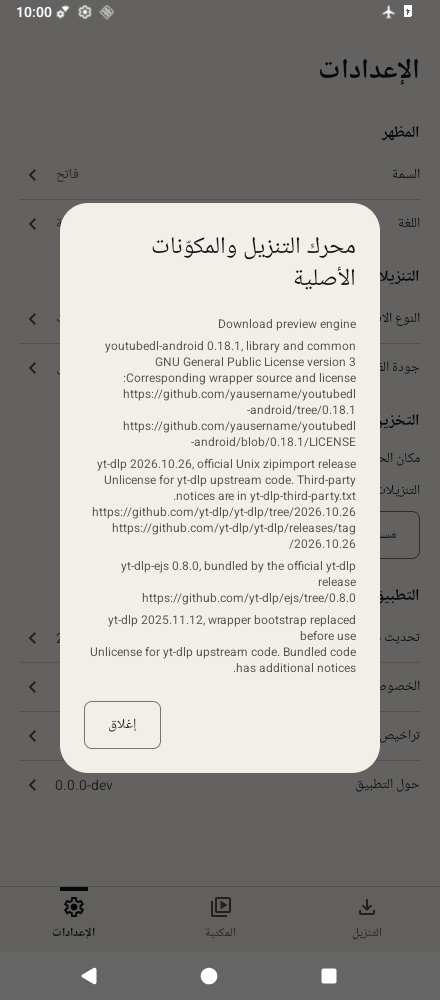 10:00
الإعدادات
المظهر
السمة
فاتح
اللغة
محرك التنزيل والمكوّنات
الأصلية
Download preview engine
youtubedl-android 0.18.1, library and common
GNU General Public License version 3
Corresponding wrapper source and license:
https://github.com/yausername/youtubedl
-android/tree/0.18.1
https://github.com/yausername/youtubedl
-android/blob/0.18.1/LICENSE
yt-dlp 2026.10.26, official Unix zipimport release
Unlicense for yt-dlp upstream code. Third-party
notices are in yt-dlp-third-party.txt.
https://github.com/yt-dlp/yt-dlp/tree/2026.10.26
https://github.com/yt-dlp/yt-dlp/releases/tag
/2026.10.26
yt-dlp-ejs 0.8.0, bundled by the official yt-dlp
release
https://github.com/yt-dlp/ejs/tree/0.8.0
yt-dlp 2025.11.12, wrapper bootstrap replaced
before use
Unlicense for yt-dlp upstream code. Bundled code
has additional notices.
إغلاق
النوع
جودة
التخزين
مكان
التنزيلات
التطبيق
تحديث
تراخيص
حول التطبيق
0.0.0-dev
التنزيل
المكتبة
الإعدادات